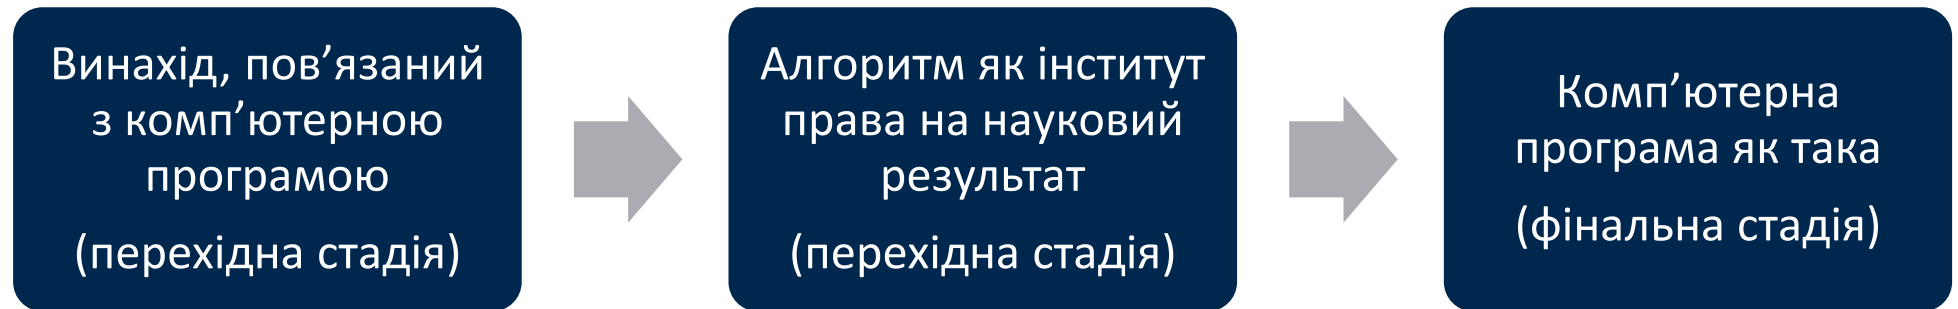 Винахід, пов’язаний
з комп’ютерною
програмою
(перехідна стадія)
Алгоритм як інститут
права на науковий
результат
(перехідна стадія)
Комп’ютерна
програма як така
(фінальна стадія)